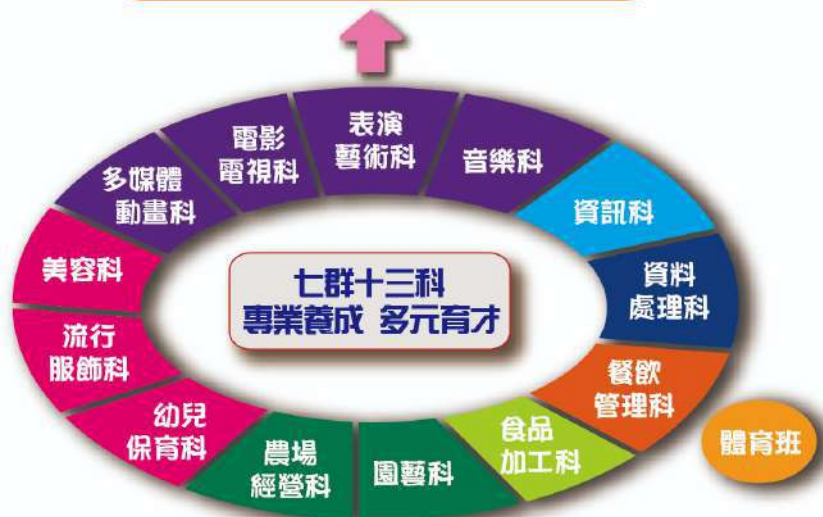 表演
藝術科
音樂科
資訊科
資料
處理科
餐飲
管理科
食品
加工科
園藝科
農場
經營科
幼兒
保育科
流行
服飾科
美容科
多媒體
動畫科
電影
電視科
七群十三科
專業養成 多元育才
體育班